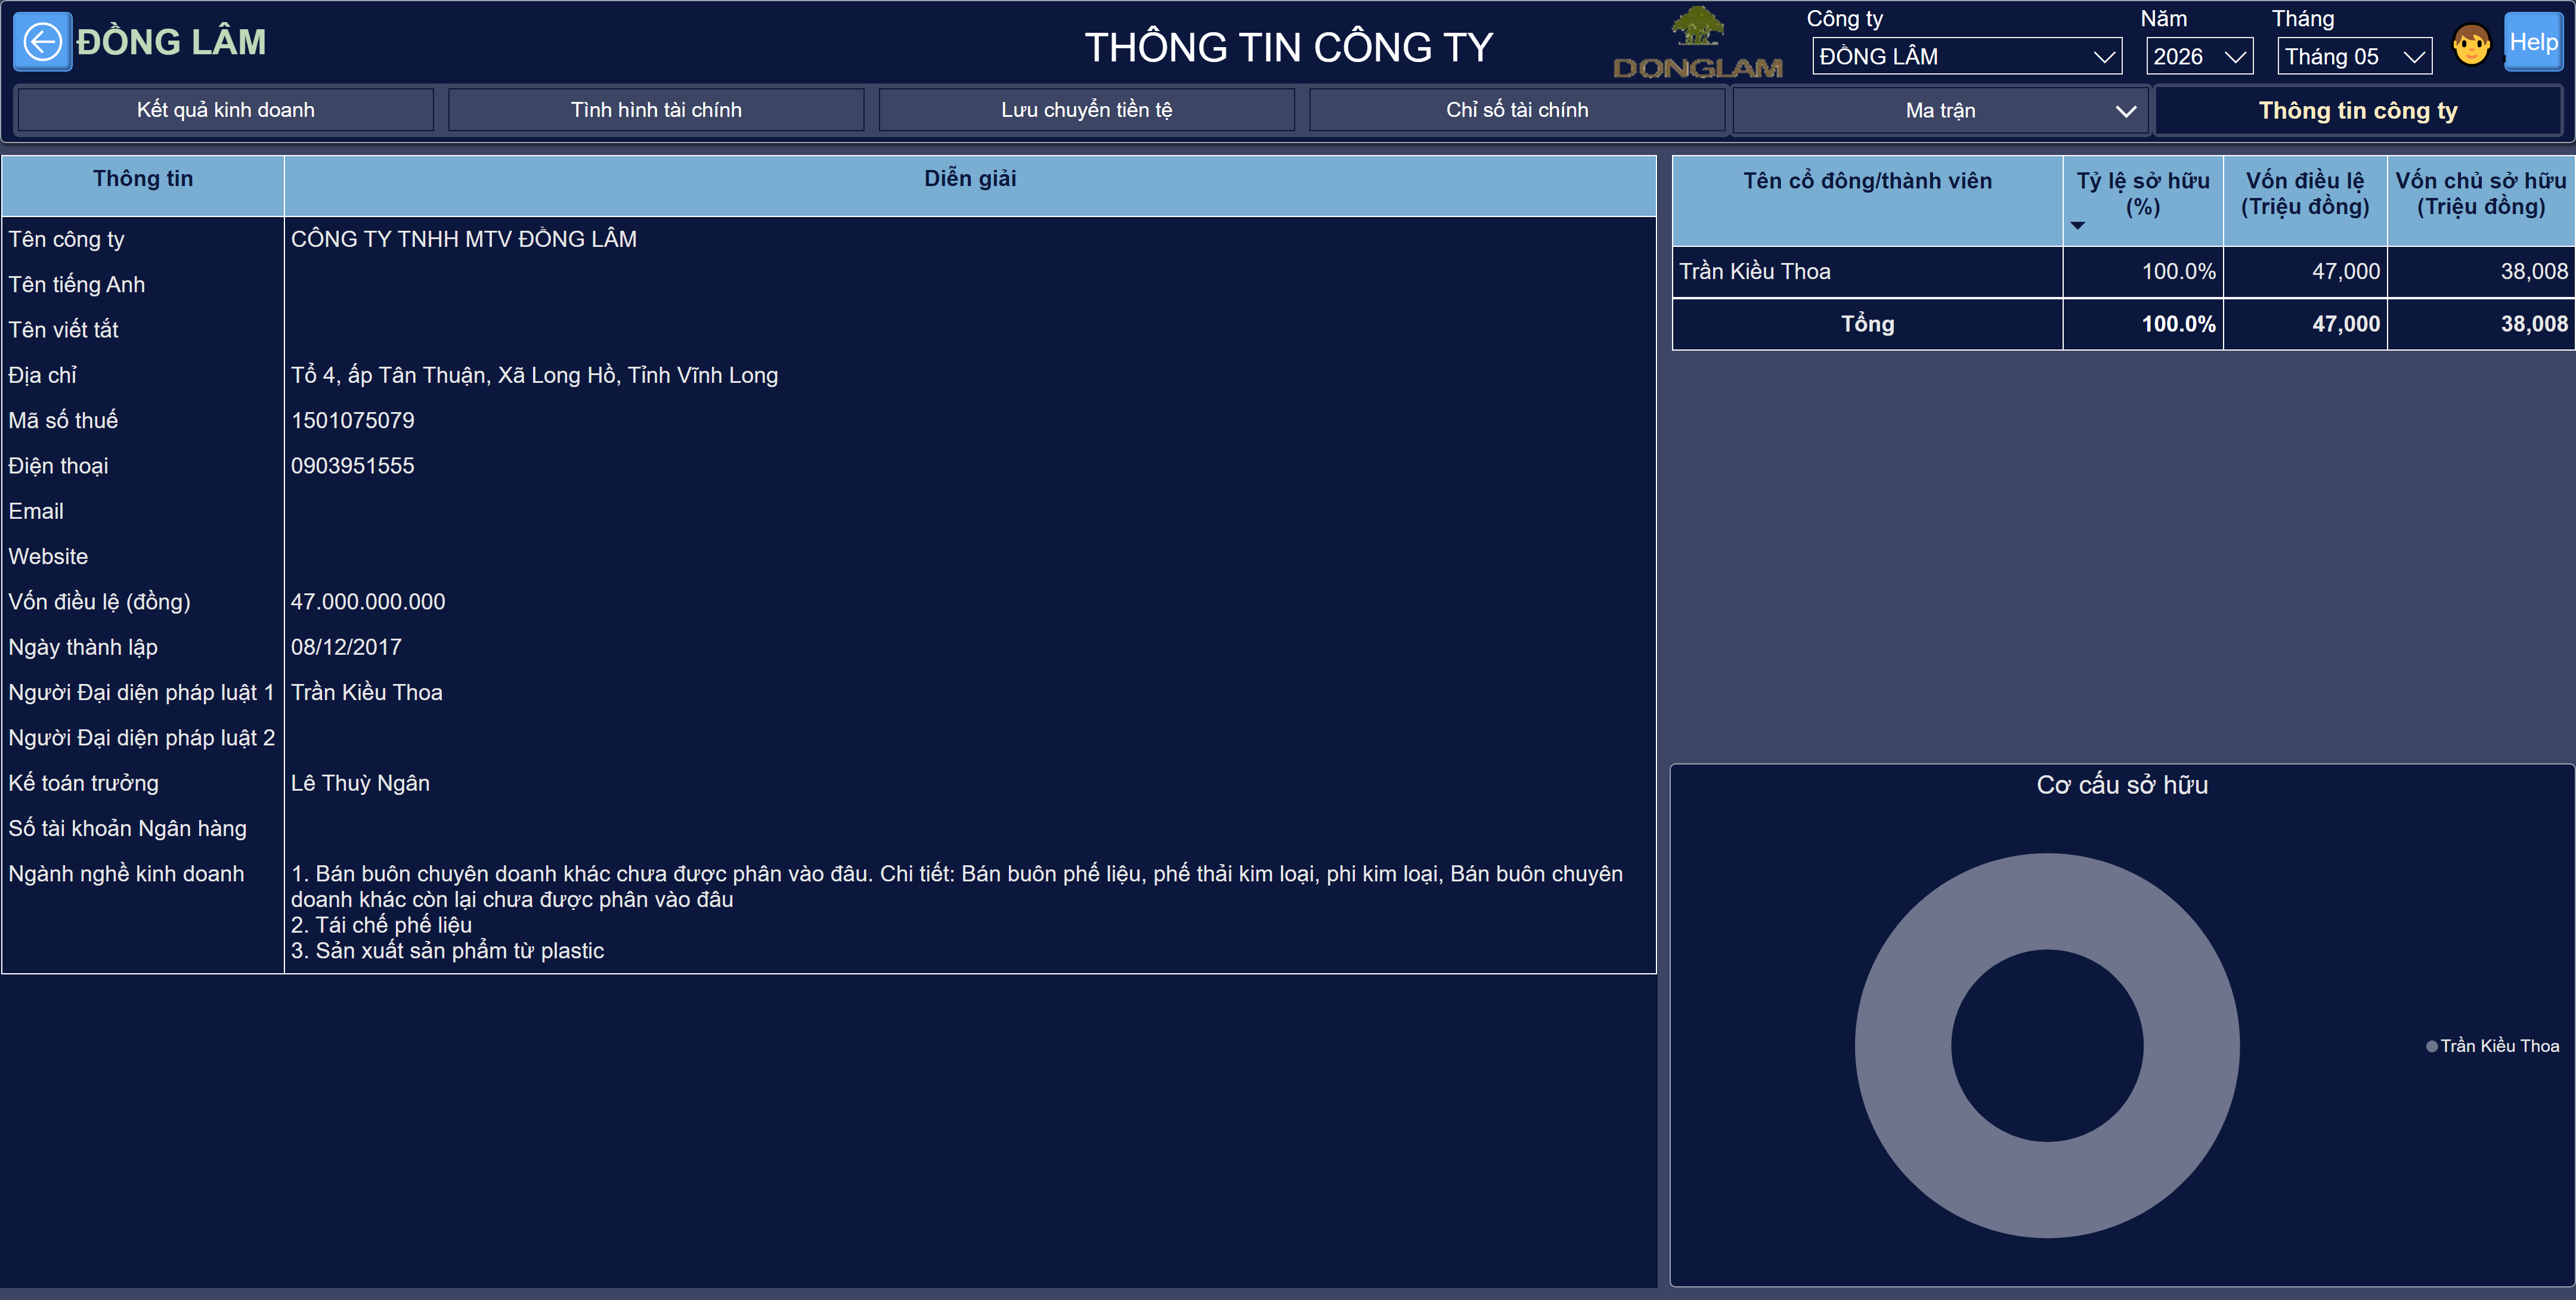 ĐỒNG LÂM
THÔNG TIN CÔNG TY
DONGLAM
Công ty
ĐỒNG LÂM
Năm
2026
Tháng
Tháng 05
Help
Kết quả kinh doanh
Tình hình tài chính
Lưu chuyển tiền tệ
Chỉ số tài chính
Ma trận
Thông tin công ty
Thông tin Diễn giải
Tên công ty CÔNG TY TNHH MTV ĐỒNG LÂM
Tên tiếng Anh
Tên viết tắt
Địa chỉ Tổ 4, ấp Tân Thuận, Xã Long Hồ, Tỉnh Vĩnh Long
Mã số thuế 1501075079
Điện thoại 0903951555
Email
Website
Vốn điều lệ (đồng) 47.000.000.000
Ngày thành lập 08/12/2017
Người Đại diện pháp luật 1 Trần Kiều Thoa
Người Đại diện pháp luật 2
Kế toán trưởng Lê Thuỳ Ngân
Số tài khoản Ngân hàng
Ngành nghề kinh doanh 1. Bán buôn chuyên doanh khác chưa được phân vào đâu. Chi tiết: Bán buôn phế liệu, phế thải kim loại, phi kim loại, Bán buôn chuyên
doanh khác còn lại chưa được phân vào đâu
2. Tái chế phế liệu
3. Sản xuất sản phẩm từ plastic
Tên cổ đông/thành viên Tỷ lệ sở hữu Vốn điều lệ Vốn chủ sở hữu
(%) (Triệu đồng) (Triệu đồng)
Trần Kiều Thoa 100.0% 47,000 38,008
Tổng 100.0% 47,000 38,008
Cơ cấu sở hữu
Trần Kiều Thoa